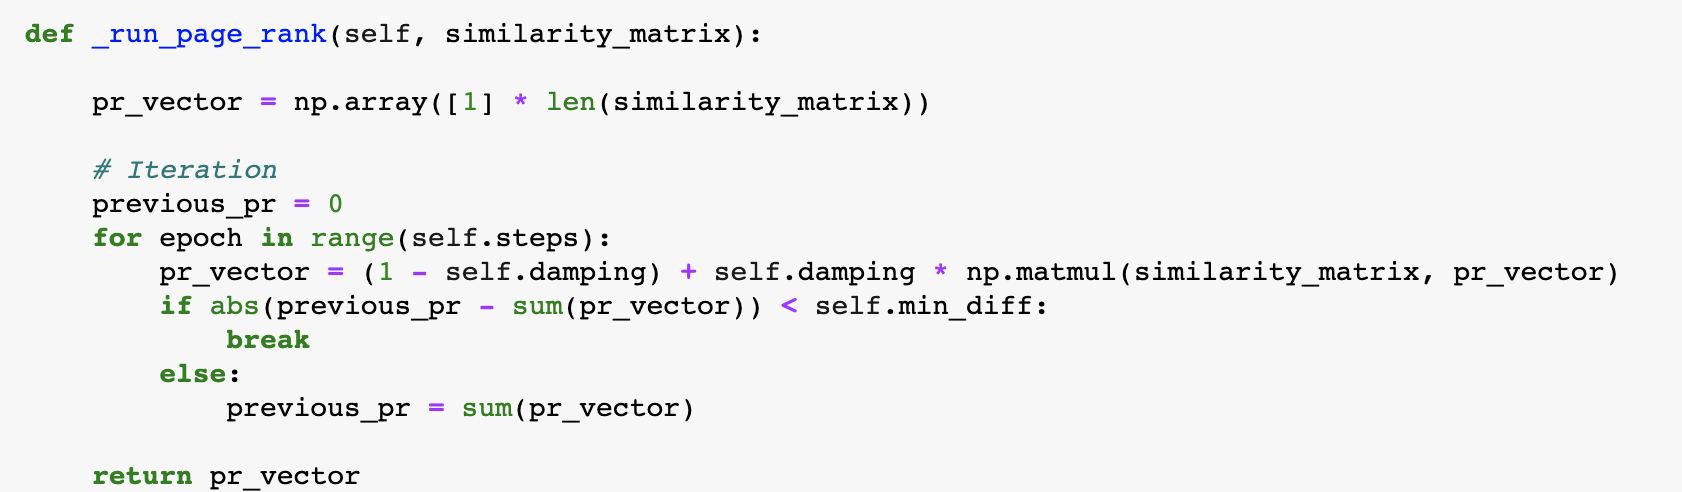 def _run_page_rank(self, similarity_matrix):
    pr_vector = np.array([1] * len(similarity_matrix))
    # Iteration
    previous_pr = 0
    for epoch in range(self.steps):
        pr_vector = (1 - self.damping) + self.damping * np.matmul(similarity_matrix, pr_vector)
        if abs(previous_pr - sum(pr_vector)) < self.min_diff:
            break
        else:
            previous_pr = sum(pr_vector)
    return pr_vector